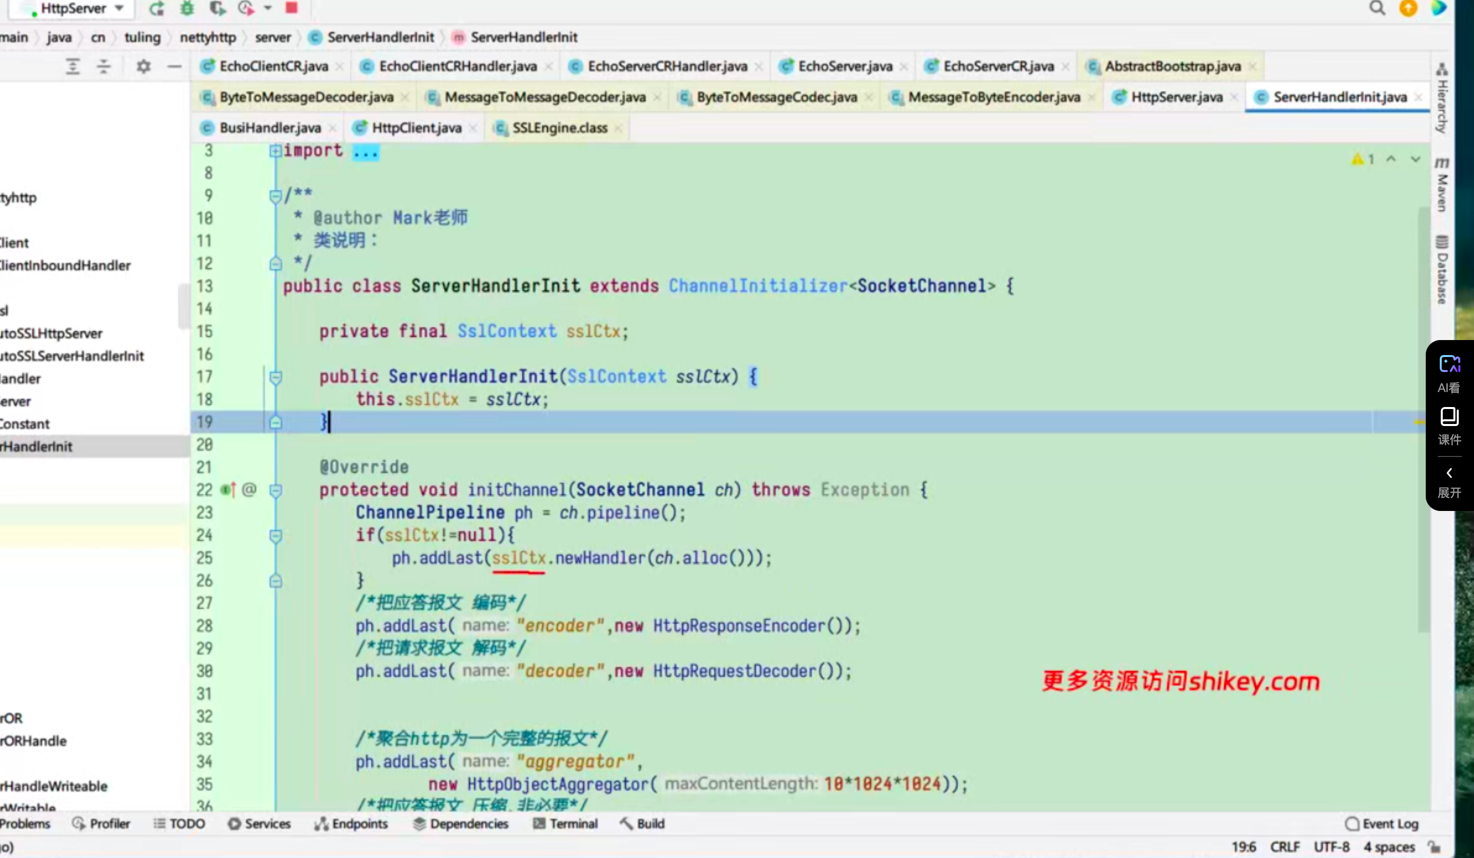 HttpServer
main java cn tuling nettyhttp server ServerHandlerInit ServerHandlerInit
EchoClientCR.java EchoClientCRHandler.java EchoServerCRHandler.java EchoServer.java EchoServerCR.java AbstractBootstrap.java
ByteToMessageDecoder.java MessageToMessageDecoder.java ByteToMessageCodec.java MessageToByteEncoder.java HttpServer.java ServerHandlerInit.java
BusiHandler.java HttpClient.java SSLEngine.class
Hierarchy
Maven
Database
AI看
课件
展开
ttyhttp
Client
ClientInboundHandler
sl
utoSSLHttpServer
utoSSLServerHandlerInit
Handler
erver
Constant
rHandlerInit
rOR
rORHandle
rHandleWriteable
rWritable
1
3 import ...
8
9 /**
10 * @author Mark老师
11 * 类说明：
12 */
13 public class ServerHandlerInit extends ChannelInitializer<SocketChannel> {
14
15 private final SslContext sslCtx;
16
17 public ServerHandlerInit(SslContext sslCtx) {
18 this.sslCtx = sslCtx;
19 }
20
21 @Override
22 @ protected void initChannel(SocketChannel ch) throws Exception {
23 ChannelPipeline ph = ch.pipeline();
24 if(sslCtx!=null){
25 ph.addLast(sslCtx.newHandler(ch.alloc()));
26 }
27 /*把应答报文 编码*/
28 ph.addLast( name: "encoder",new HttpResponseEncoder());
29 /*把请求报文 解码*/
30 ph.addLast( name: "decoder",new HttpRequestDecoder());
31
32
33 /*聚合http为一个完整的报文*/
34 ph.addLast( name: "aggregator",
35 new HttpObjectAggregator( maxContentLength: 10*1024*1024));
36 /*把应答报文 压缩,非必要*/
更多资源访问shikey.com
Problems Profiler TODO Services Endpoints Dependencies Terminal Build Event Log
go) 19:6 CRLF UTF-8 4 spaces